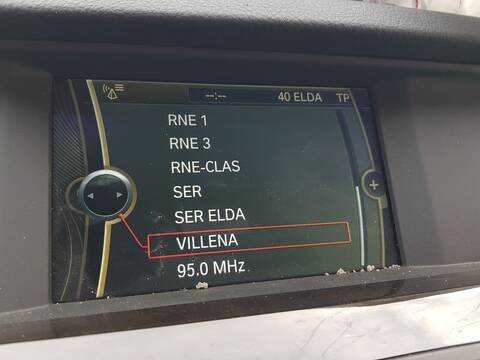 --:-- 40 ELDA TP
RNE 1
RNE 3
RNE-CLAS
SER
SER ELDA
VILLENA
95.0 MHz